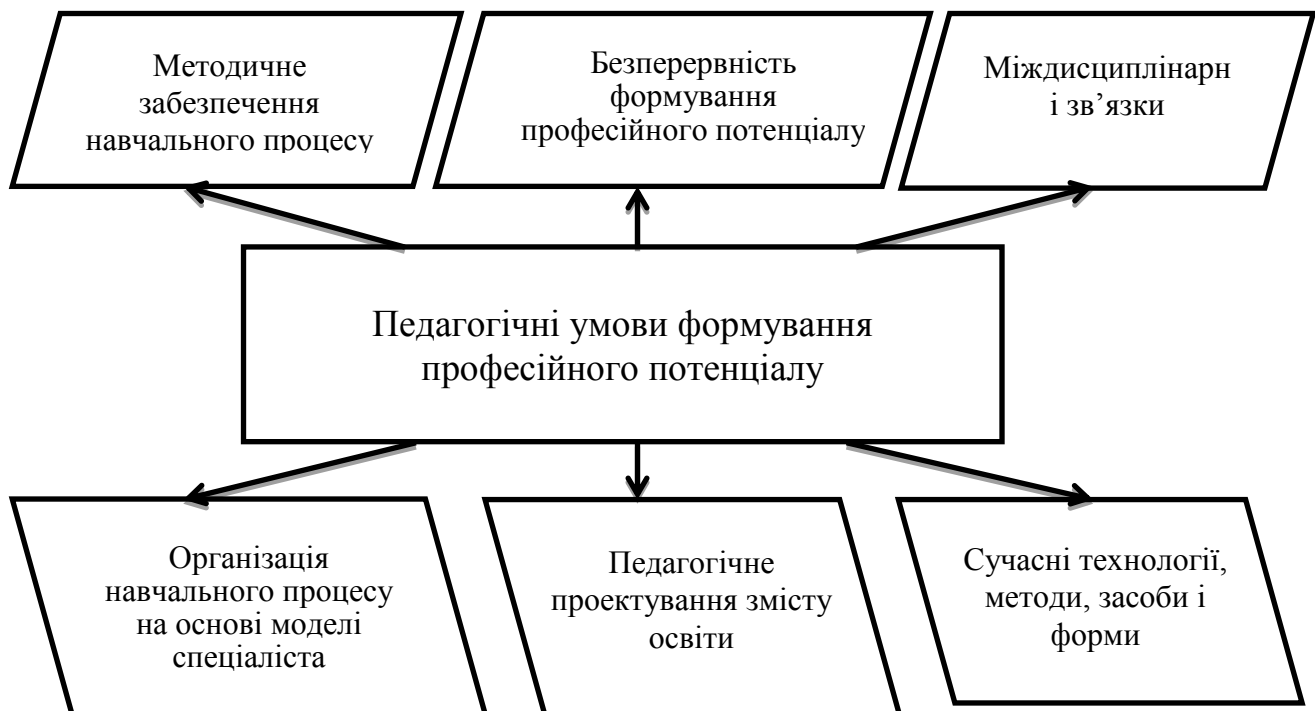 Методичне
забезпечення
навчального процесу
Безперервність
формування
професійного потенціалу
Міждисциплінарн
і зв’язки
Педагогічні умови формування
професійного потенціалу
Організація
навчального процесу
на основі моделі
спеціаліста
Педагогічне
проектування змісту
освіти
Сучасні технології,
методи, засоби і
форми